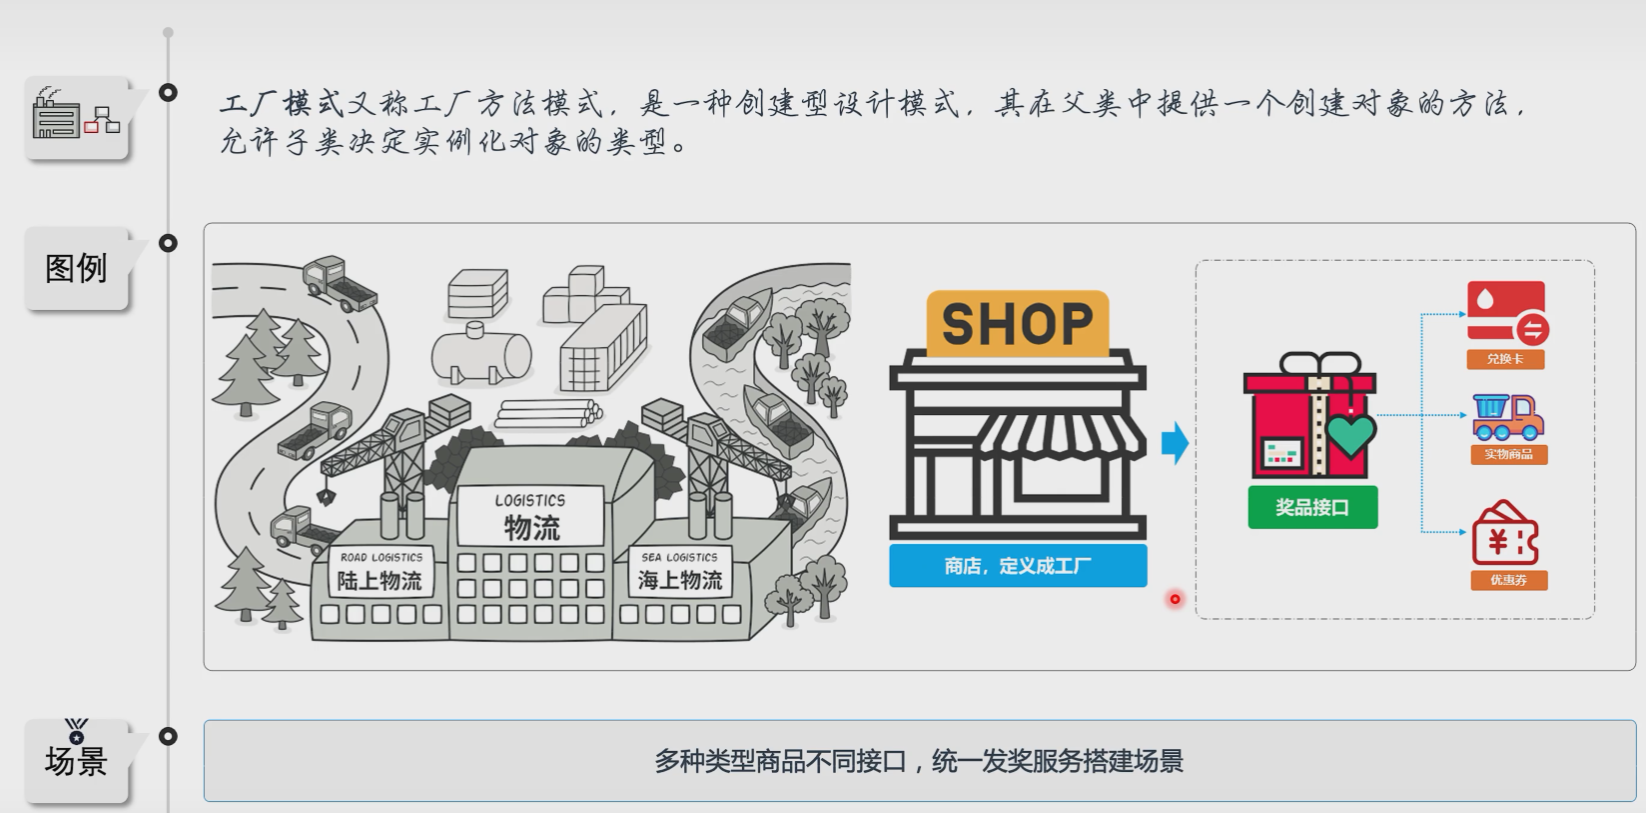 工厂模式又称工厂方法模式，是一种创建型设计模式，其在父类中提供一个创建对象的方法，
允许子类决定实例化对象的类型。
图例
LOGISTICS
物流
ROAD LOGISTICS
陆上物流
SEA LOGISTICS
海上物流
SHOP
商店，定义成工厂
奖品接口
兑换卡
实物商品
¥
优惠券
场景
多种类型商品不同接口，统一发奖服务搭建场景